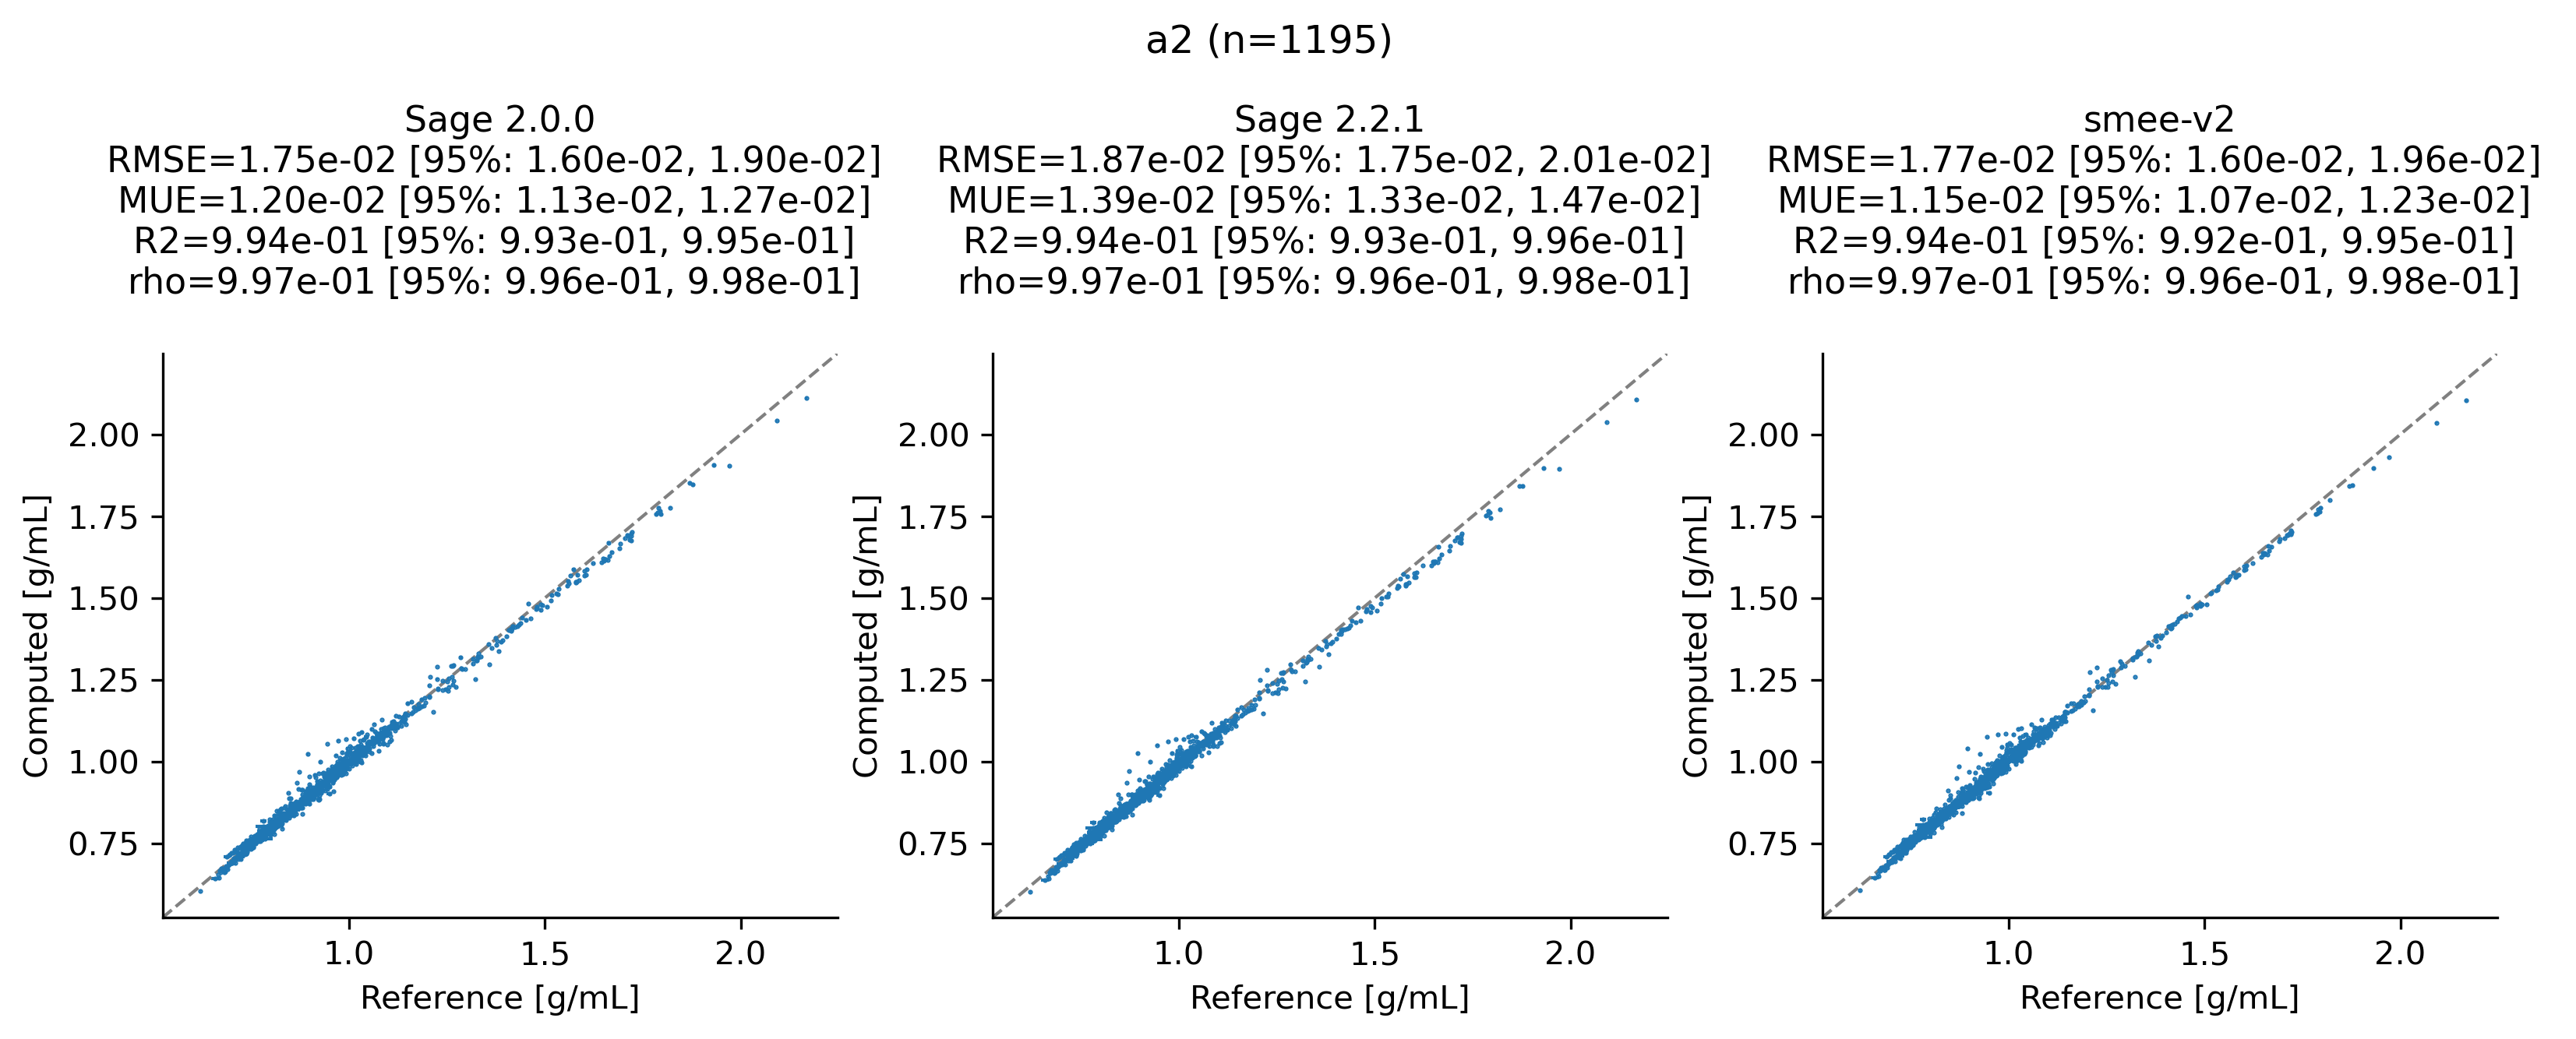 a2 (n=1195)
Sage 2.0.0
RMSE=1.75e-02 [95%: 1.60e-02, 1.90e-02]
MUE=1.20e-02 [95%: 1.13e-02, 1.27e-02]
R2=9.94e-01 [95%: 9.93e-01, 9.95e-01]
rho=9.97e-01 [95%: 9.96e-01, 9.98e-01]
2.00
1.75
1.50
1.25
1.00
0.75
Computed [g/mL]
1.0 1.5 2.0
Reference [g/mL]
Sage 2.2.1
RMSE=1.87e-02 [95%: 1.75e-02, 2.01e-02]
MUE=1.39e-02 [95%: 1.33e-02, 1.47e-02]
R2=9.94e-01 [95%: 9.93e-01, 9.96e-01]
rho=9.97e-01 [95%: 9.96e-01, 9.98e-01]
2.00
1.75
1.50
1.25
1.00
0.75
Computed [g/mL]
1.0 1.5 2.0
Reference [g/mL]
smee-v2
RMSE=1.77e-02 [95%: 1.60e-02, 1.96e-02]
MUE=1.15e-02 [95%: 1.07e-02, 1.23e-02]
R2=9.94e-01 [95%: 9.92e-01, 9.95e-01]
rho=9.97e-01 [95%: 9.96e-01, 9.98e-01]
2.00
1.75
1.50
1.25
1.00
0.75
Computed [g/mL]
1.0 1.5 2.0
Reference [g/mL]